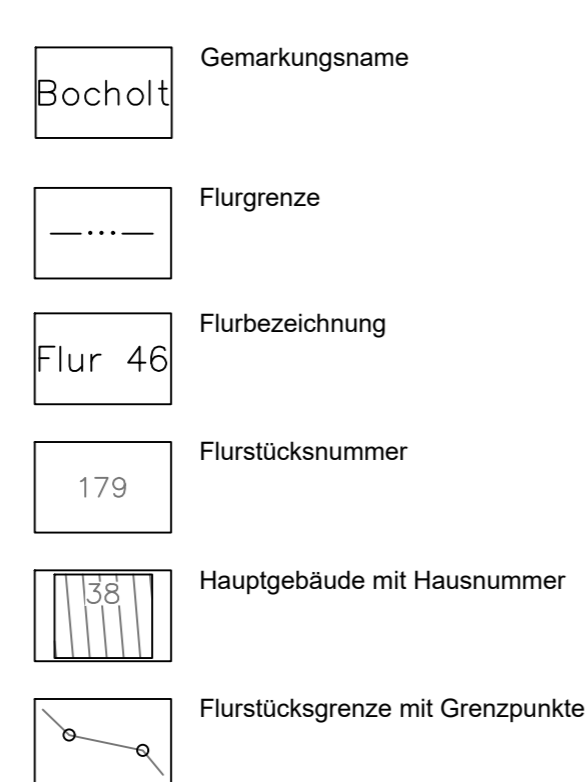 Bocholt
Gemarkungsname
Flurgrenze
Flur 46
Flurbezeichnung
179
Flurstücksnummer
38
Hauptgebäude mit Hausnummer
Flurstücksgrenze mit Grenzpunkte